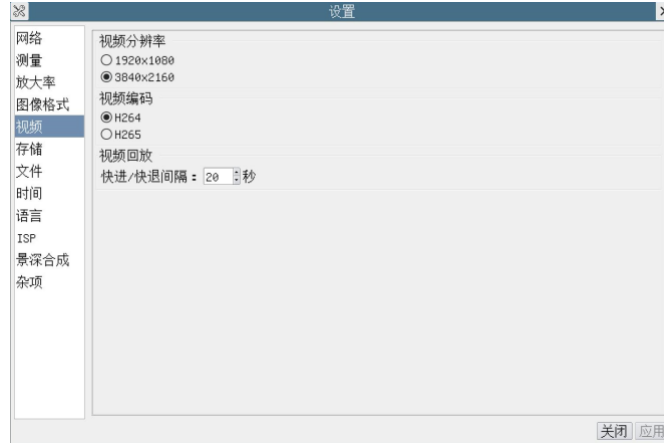 设置
网络
测量
放大率
图像格式
视频
存储
文件
时间
语言
ISP
景深合成
杂项
视频分辨率
1920x1080
3840x2160
视频编码
H264
H265
视频回放
快进/快退间隔: 20 秒
关闭 应用